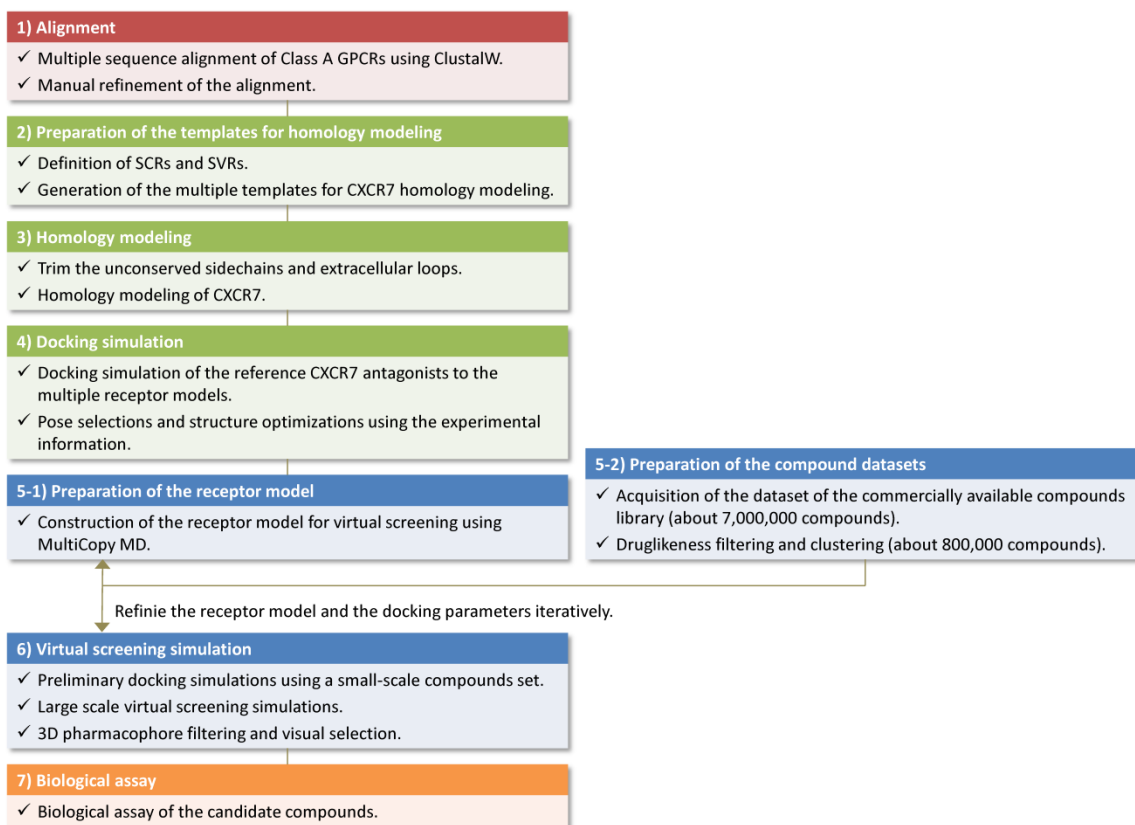 1) Alignment
✓ Multiple sequence alignment of Class A GPCRs using ClustalW.
✓ Manual refinement of the alignment.
2) Preparation of the templates for homology modeling
✓ Definition of SCRs and SVRs.
✓ Generation of the multiple templates for CXCR7 homology modeling.
3) Homology modeling
✓ Trim the unconserved sidechains and extracellular loops.
✓ Homology modeling of CXCR7.
4) Docking simulation
✓ Docking simulation of the reference CXCR7 antagonists to the
multiple receptor models.
✓ Pose selections and structure optimizations using the experimental
information.
5-1) Preparation of the receptor model
✓ Construction of the receptor model for virtual screening using
MultiCopy MD.
5-2) Preparation of the compound datasets
✓ Acquisition of the dataset of the commercially available compounds
library (about 7,000,000 compounds).
✓ Druglikeness filtering and clustering (about 800,000 compounds).
Refinie the receptor model and the docking parameters iteratively.
6) Virtual screening simulation
✓ Preliminary docking simulations using a small-scale compounds set.
✓ Large scale virtual screening simulations.
✓ 3D pharmacophore filtering and visual selection.
7) Biological assay
✓ Biological assay of the candidate compounds.